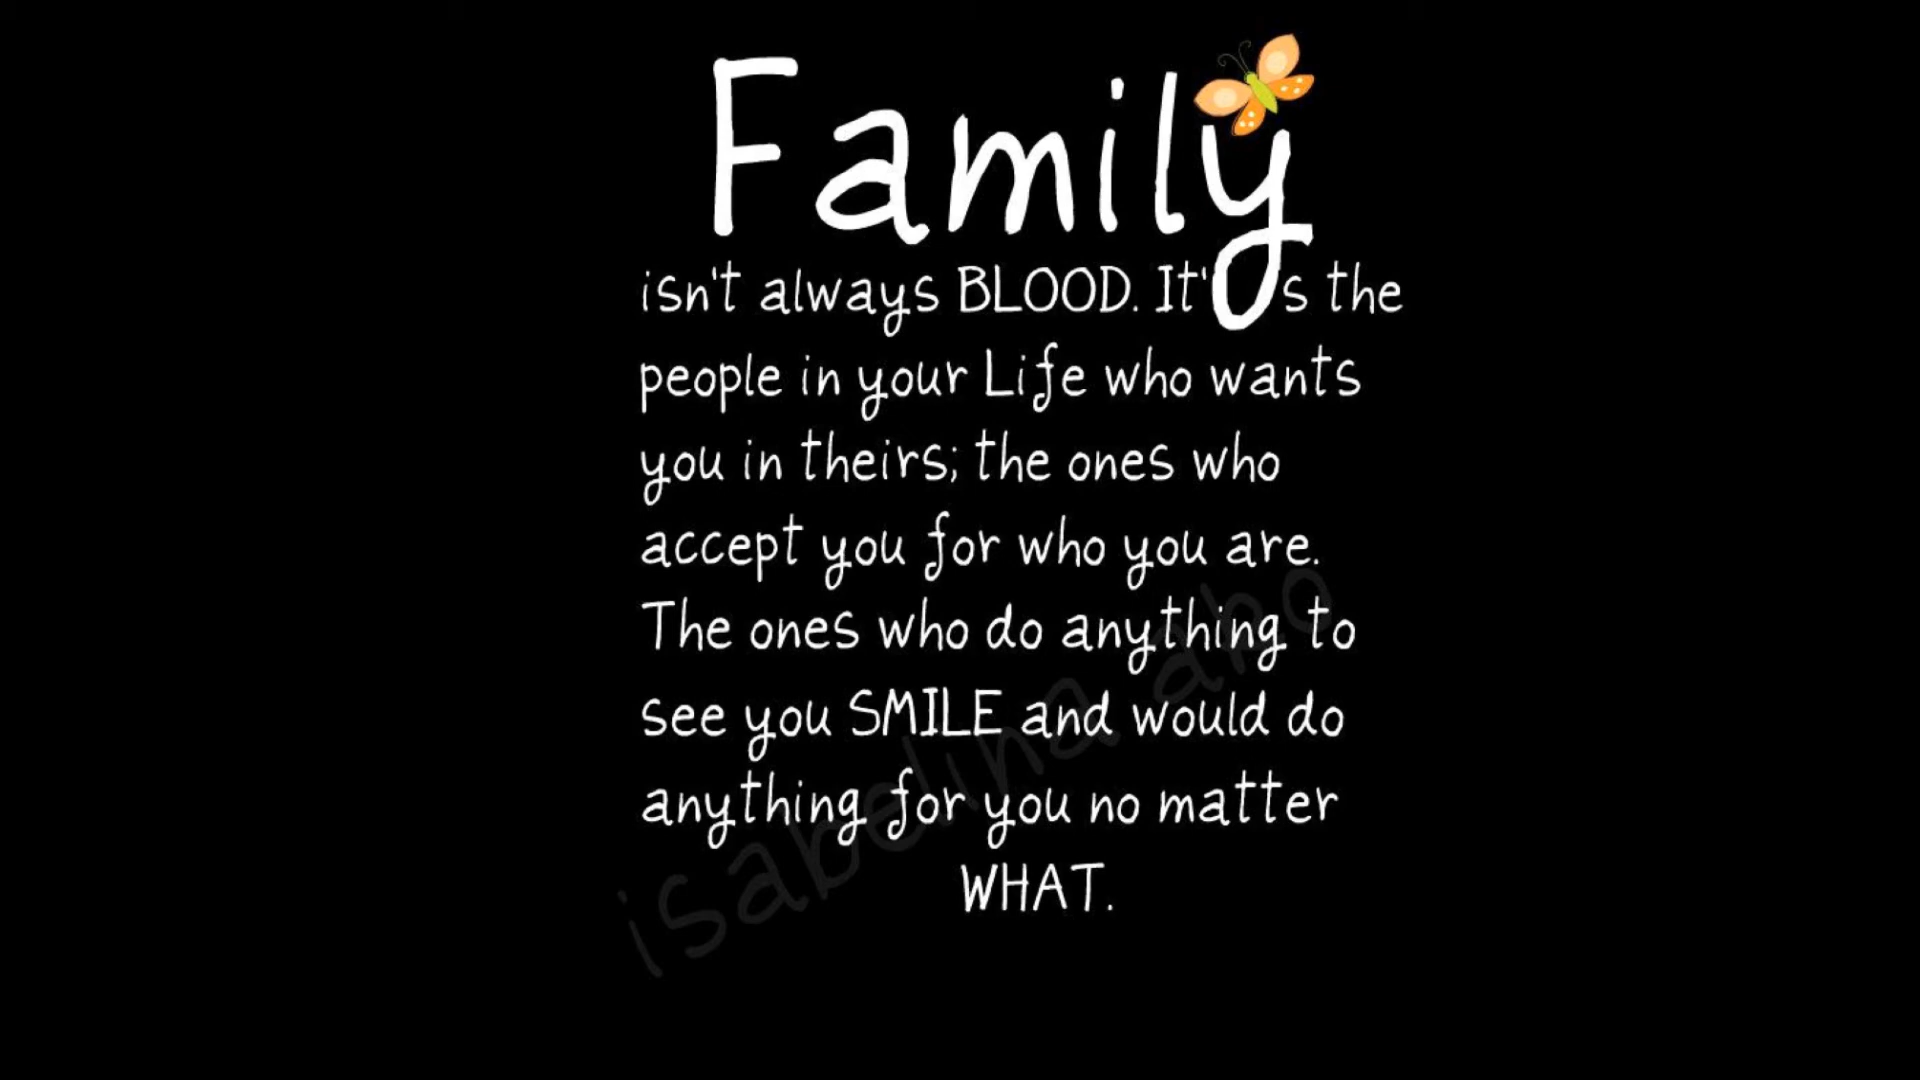 Family
isn't always BLOOD. It's the
people in your Life who wants
you in theirs; the ones who
accept you for who you are.
The ones who do anything to
see you SMILE and would do
anything for you no matter
WHAT.
isabelina abo